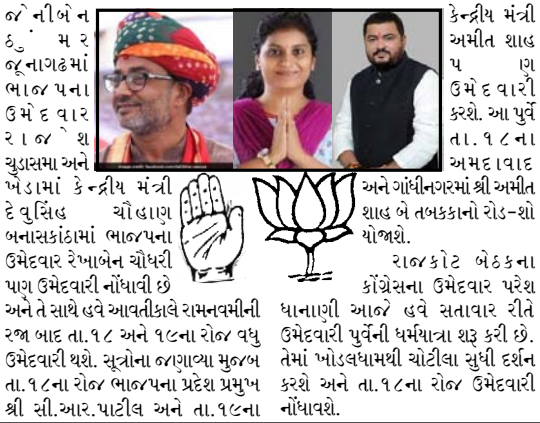 જેનીબેન
ઠુંમર
જૂનાગઢમાં
ભાજપના
ઉમેદવાર
રાજેશ
ચુડાસમા અને
ખેડામાં કેન્દ્રીય મંત્રી
દેવુસિંહ ચૌહાણ
બનાસકાંઠામાં ભાજપના
ઉમેદવાર રેખાબેન ચૌધરી
પણ ઉમેદવારી નોંધાવી છે
અને તે સાથે હવે આવતીકાલે રામનવમીની
રજા બાદ તા.૧૮ અને ૧૯ના રોજ વધુ
ઉમેદવારી થશે. સૂત્રોના જણાવ્યા મુજબ
તા.૧૮ના રોજ ભાજપના પ્રદેશ પ્રમુખ
શ્રી સી.આર.પાટીલ અને તા.૧૯ના
કેન્દ્રીય મંત્રી
અમીત શાહ
પણ
ઉમેદવારી
કરશે. આ પુર્વે
તા.૧૮ના
અમદાવાદ
અને ગાંધીનગરમાં શ્રી અમીત
શાહ બે તબકકાનો રોડ-શો
યોજાશે.
રાજકોટ બેઠકના
કોંગ્રેસના ઉમેદવાર પરેશ
ધાનાણી આજે હવે સતાવાર રીતે
ઉમેદવારી પુર્વેની ધર્મયાત્રા શરૂ કરી છે.
તેમાં ખોડલધામથી ચોટીલા સુધી દર્શન
કરશે અને તા.૧૮ના રોજ ઉમેદવારી
નોંધાવશે.